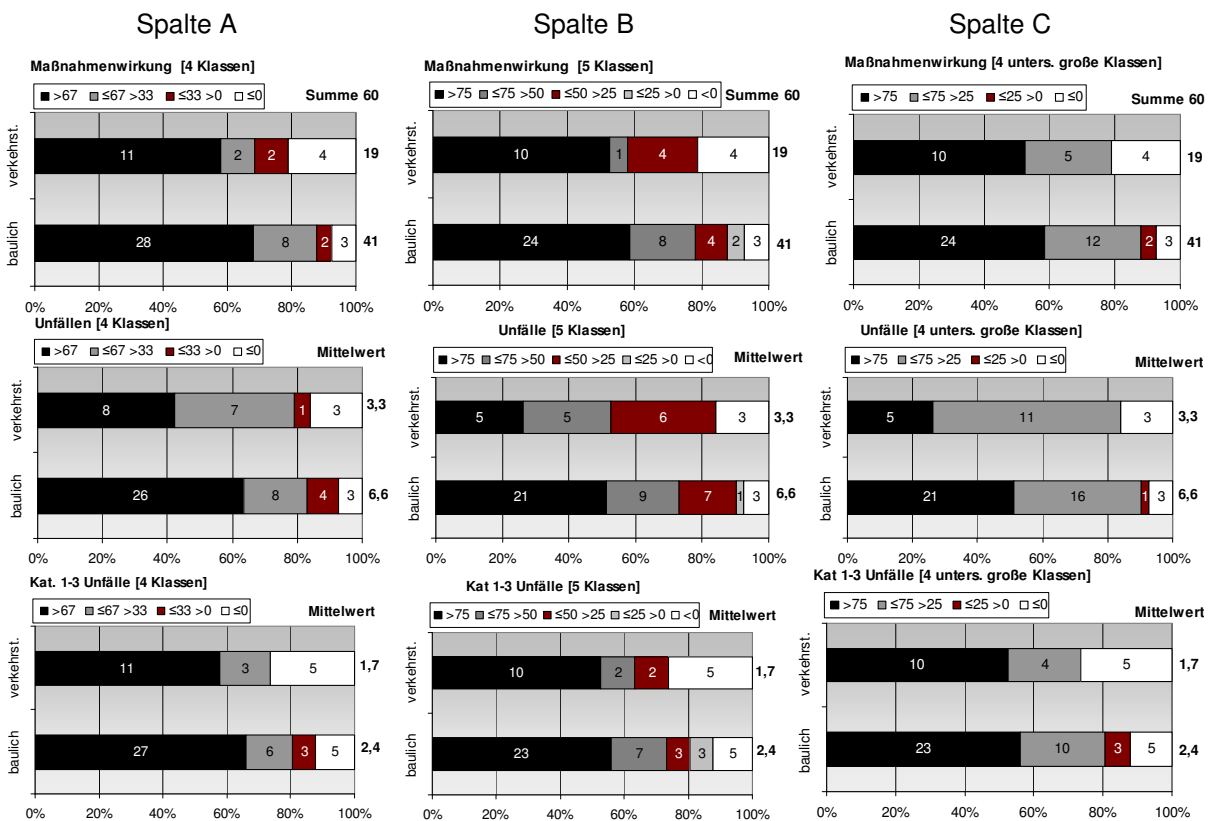 Spalte A
Spalte B
Spalte C
Maßnahmenwirkung [4 Klassen]
>67 ≤67 >33 ≤33 >0 ≤0 Summe 60
verkehrst. 11 2 2 4 19
baulich 28 8 2 3 41
0% 20% 40% 60% 80% 100%
Maßnahmenwirkung [5 Klassen]
>75 ≤75 >50 ≤50 >25 ≤25 >0 <0 Summe 60
verkehrst. 10 1 4 4 19
baulich 24 8 4 2 3 41
0% 20% 40% 60% 80% 100%
Maßnahmenwirkung [4 unters. große Klassen]
>75 ≤75 >25 ≤25 >0 ≤0 Summe 60
verkehrst. 10 5 4 19
baulich 24 12 2 3 41
0% 20% 40% 60% 80% 100%
Unfällen [4 Klassen]
>67 ≤67 >33 ≤33 >0 ≤0 Mittelwert
verkehrst. 8 7 1 3 3,3
baulich 26 8 4 3 6,6
0% 20% 40% 60% 80% 100%
Unfälle [5 Klassen]
>75 ≤75 >50 ≤50 >25 ≤25 >0 <0 Mittelwert
verkehrst. 5 5 6 3 3,3
baulich 21 9 7 1 3 6,6
0% 20% 40% 60% 80% 100%
Unfälle [4 unters. große Klassen]
>75 ≤75 >25 ≤25 >0 ≤0 Mittelwert
verkehrst. 5 11 3 3,3
baulich 21 16 1 3 6,6
0% 20% 40% 60% 80% 100%
Kat. 1-3 Unfälle [4 Klassen]
>67 ≤67 >33 ≤33 >0 ≤0 Mittelwert
verkehrst. 11 3 5 1,7
baulich 27 6 3 5 2,4
0% 20% 40% 60% 80% 100%
Kat 1-3 Unfälle [5 Klassen]
>75 ≤75 >50 ≤50 >25 ≤25 >0 <0 Mittelwert
verkehrst. 10 2 2 5 1,7
baulich 23 7 3 3 5 2,4
0% 20% 40% 60% 80% 100%
Kat 1-3 Unfälle [4 unters. große Klassen]
>75 ≤75 >25 ≤25 >0 ≤0 Mittelwert
verkehrst. 10 4 5 1,7
baulich 23 10 3 5 2,4
0% 20% 40% 60% 80% 100%